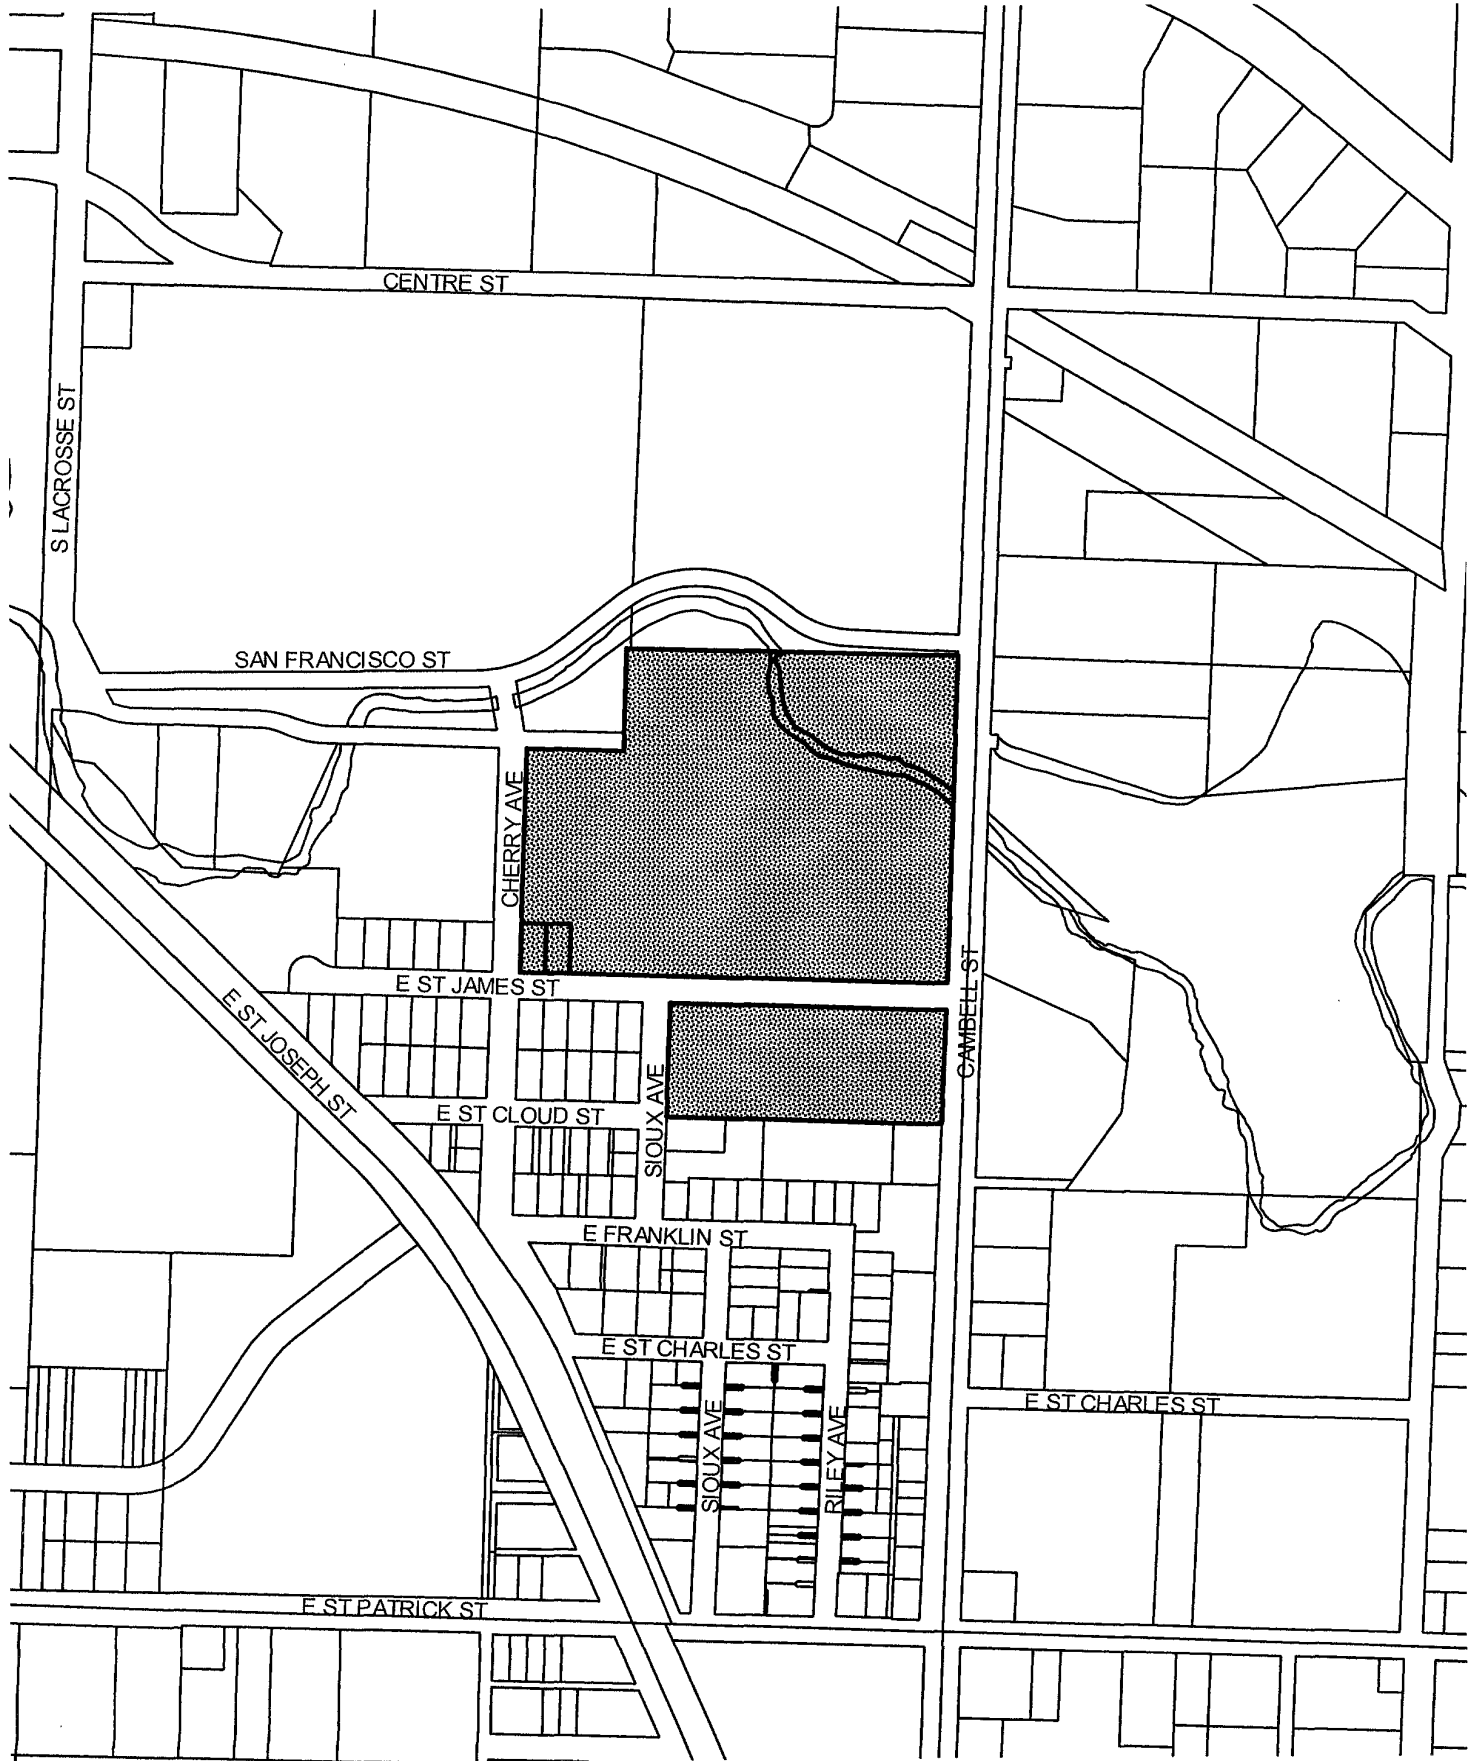 CENTRE ST
S LACROSSE ST
SAN FRANCISCO ST
CHERRY AVE
E ST JAMES ST
CAMBELL ST
E ST JOSEPH ST
SIOUX AVE
E ST CLOUD ST
E FRANKLIN ST
E ST CHARLES ST
E ST CHARLES ST
SIOUX AVE
RILEY AVE
E ST PATRICK ST